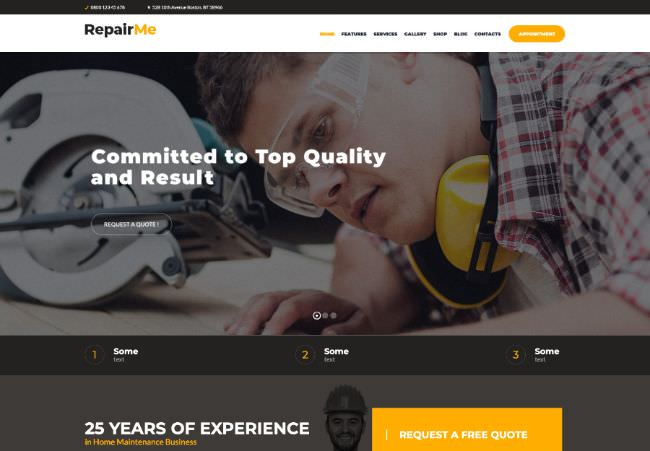 0800 123 45 678
528 10th Avenue Boston, BT 58966
RepairMe
HOME FEATURES SERVICES GALLERY SHOP BLOG CONTACTS APPOINTMENT
Committed to Top Quality
and Result
REQUEST A QUOTE !
1 Some
text
2 Some
text
3 Some
text
25 YEARS OF EXPERIENCE
in Home Maintenance Business
REQUEST A FREE QUOTE